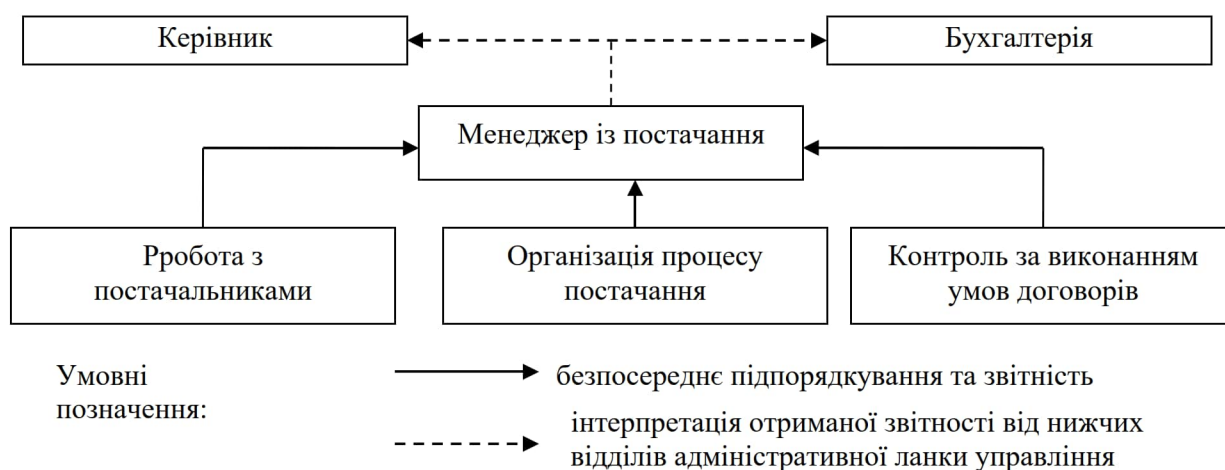 Керівник
Бухгалтерія
Менеджер із постачання
Рробота з
постачальниками
Організація процесу
постачання
Контроль за виконанням
умов договорів
Умовні
позначення:
безпосереднє підпорядкування та звітність
інтерпретація отриманої звітності від нижчих
відділів адміністративної ланки управління